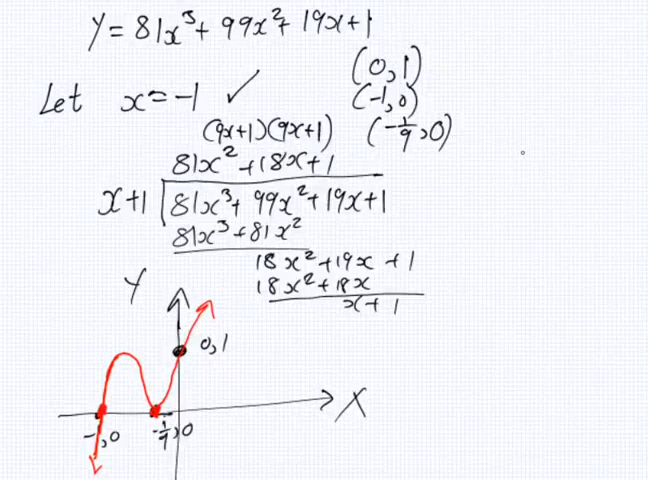 Y = 81x³ + 99x² + 19x + 1
(0,1)
Let x = -1 ✓
(-1,0)
(9x+1)(9x+1)
(-1/9,0)
81x² + 18x + 1
x+1 | 81x³ + 99x² + 19x + 1
81x³ + 81x²
18x² + 19x + 1
18x² + 18x
x + 1
Y
0,1
X
-1,0
-1/9,0